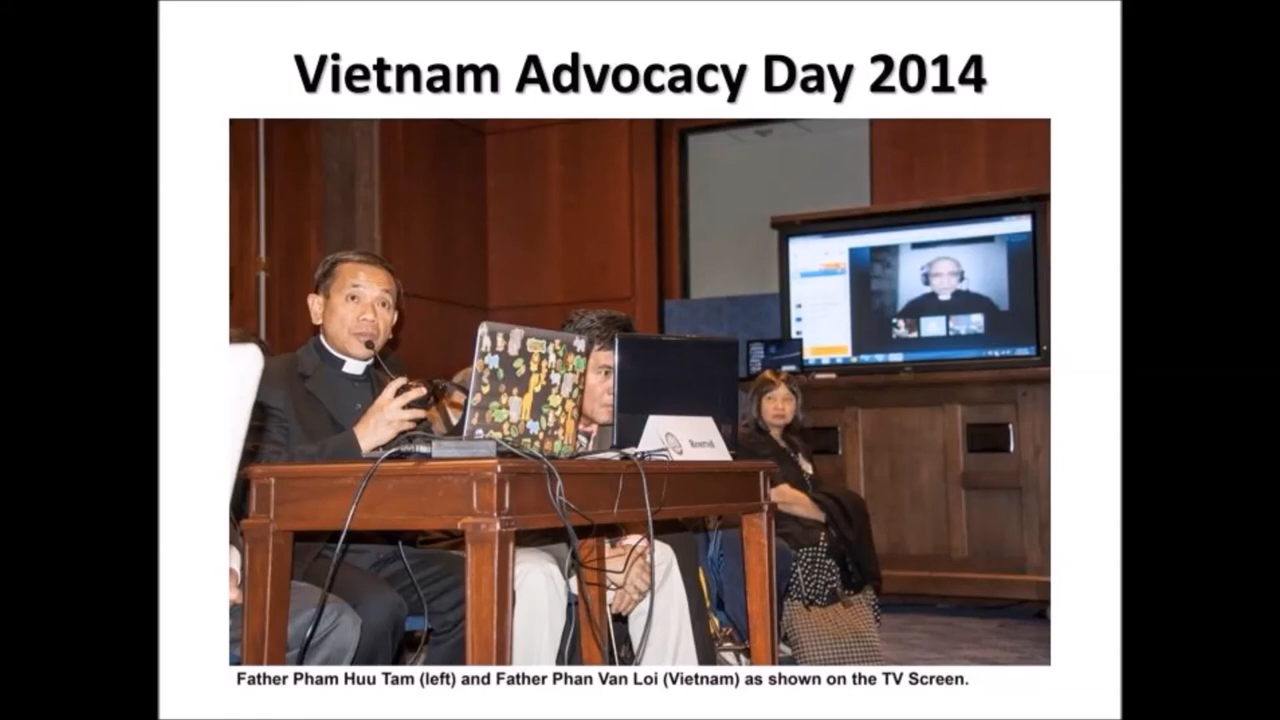 Vietnam Advocacy Day 2014
Reserved
Father Pham Huu Tam (left) and Father Phan Van Loi (Vietnam) as shown on the TV Screen.